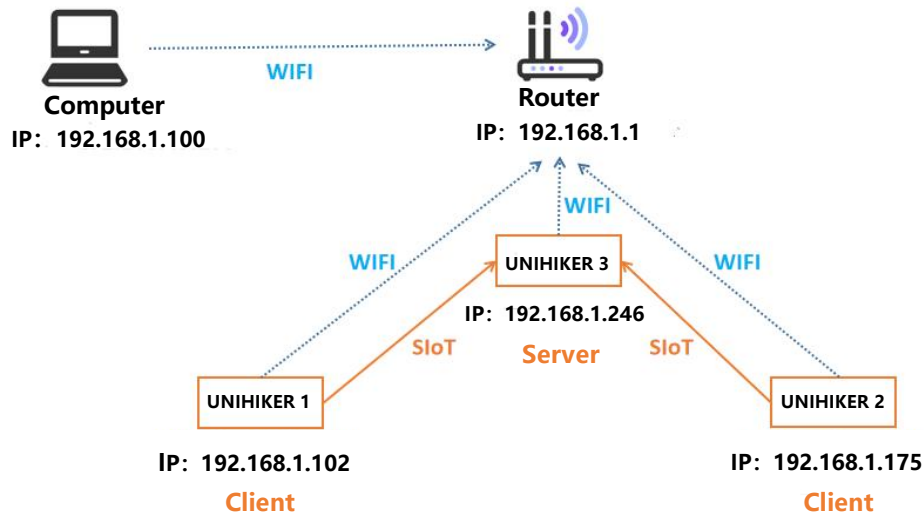 WIFI
Computer
IP: 192.168.1.100
Router
IP: 192.168.1.1
WIFI
WIFI
WIFI
UNIHIKER 3
IP: 192.168.1.246
Server
SIoT
SIoT
UNIHIKER 1
UNIHIKER 2
IP: 192.168.1.102
Client
IP: 192.168.1.175
Client